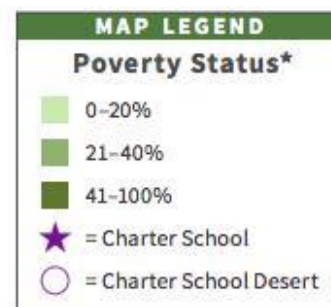 MAP LEGEND
Poverty Status*
0–20%
21–40%
41–100%
= Charter School
= Charter School Desert